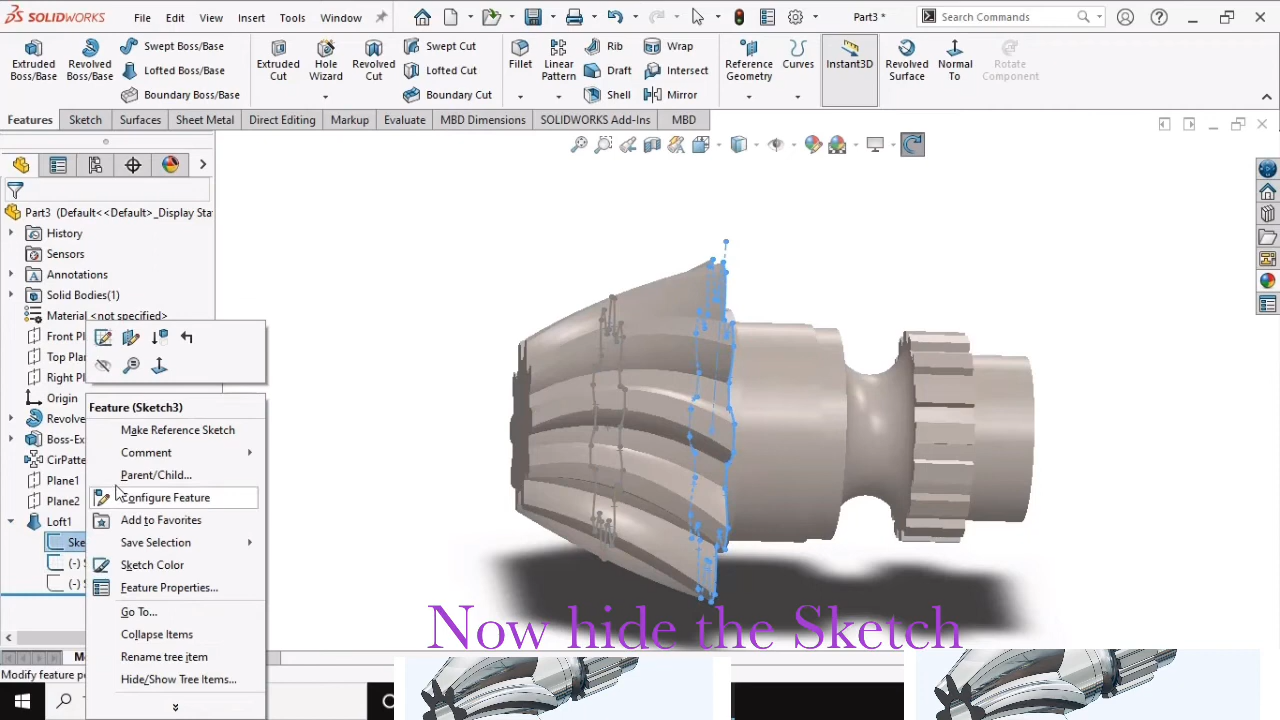 SOLIDWORKS File Edit View Insert Tools Window Part3 * Search Commands
Extruded Boss/Base
Revolved Boss/Base
Swept Boss/Base
Lofted Boss/Base
Boundary Boss/Base
Extruded Cut
Hole Wizard
Revolved Cut
Swept Cut
Lofted Cut
Boundary Cut
Fillet
Linear Pattern
Rib
Draft
Shell
Wrap
Intersect
Mirror
Reference Geometry
Curves
Instant3D
Revolved Surface
Normal To
Rotate Component
Features Sketch Surfaces Sheet Metal Direct Editing Markup Evaluate MBD Dimensions SOLIDWORKS Add-Ins MBD
Part3 (Default<<Default>_Display Sta
History
Sensors
Annotations
Solid Bodies(1)
Material <not specified>
Front Pl
Top Plan
Right Pl
Origin
Revolve
Boss-Ex
CirPatte
Plane1
Plane2
Loft1
Ske
(-) S
(-) S
Feature (Sketch3)
Make Reference Sketch
Comment
Parent/Child...
Configure Feature
Add to Favorites
Save Selection
Sketch Color
Feature Properties...
Go To...
Collapse Items
Rename tree item
Hide/Show Tree Items...
Modify feature p
Now hide the Sketch